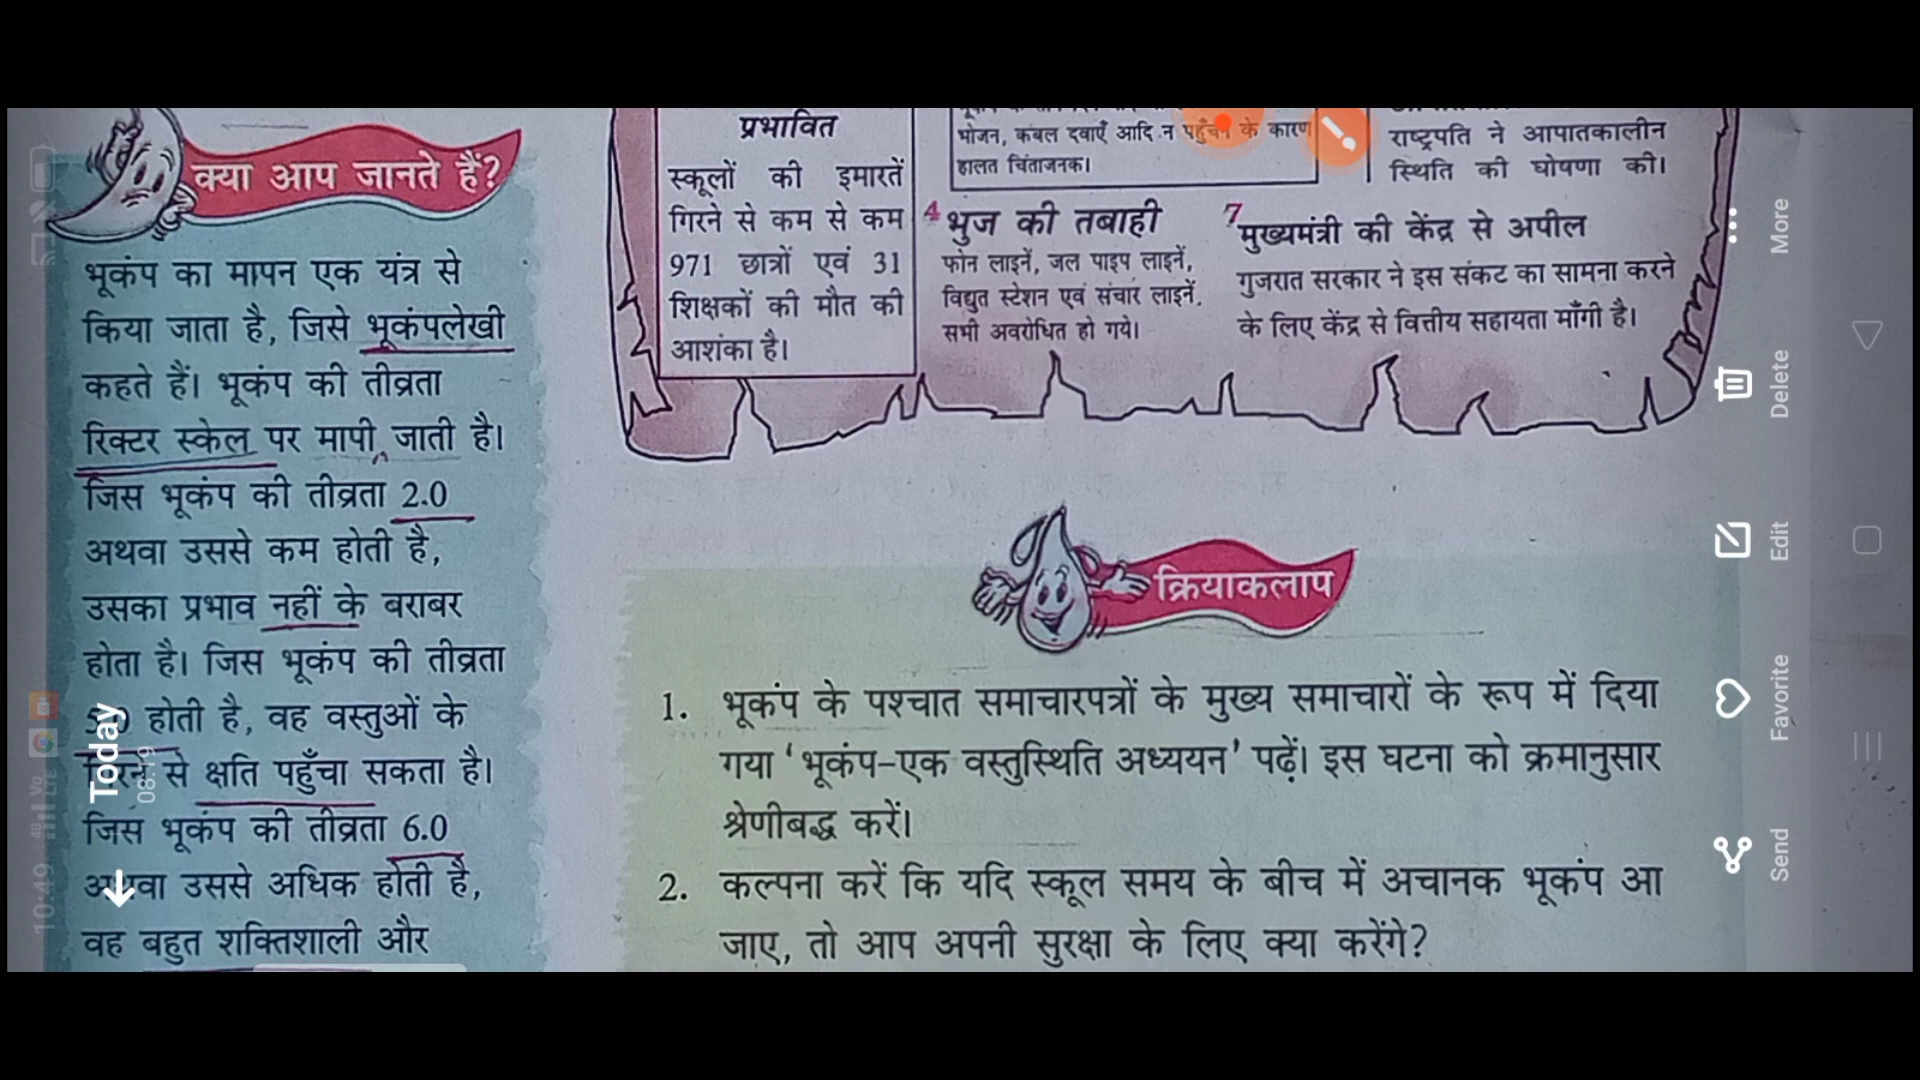 क्या आप जानते हैं?
भूकंप का मापन एक यंत्र से
किया जाता है, जिसे भूकंपलेखी
कहते हैं। भूकंप की तीव्रता
रिक्टर स्केल पर मापी जाती है।
जिस भूकंप की तीव्रता 2.0
अथवा उससे कम होती है,
उसका प्रभाव नहीं के बराबर
होता है। जिस भूकंप की तीव्रता
होती है, वह वस्तुओं के
से क्षति पहुँचा सकता है।
जिस भूकंप की तीव्रता 6.0
अथवा उससे अधिक होती है,
वह बहुत शक्तिशाली और
प्रभावित
स्कूलों की इमारतें
गिरने से कम से कम
971 छात्रों एवं 31
शिक्षकों की मौत की
आशंका है।
भोजन, कंबल दवाएँ आदि न पहुँचने के कारण
हालत चिंताजनक।
4 भुज की तबाही
फोन लाइनें, जल पाइप लाइनें,
विद्युत स्टेशन एवं संचार लाइनें,
सभी अवरोधित हो गये।
राष्ट्रपति ने आपातकालीन
स्थिति की घोषणा की।
7 मुख्यमंत्री की केंद्र से अपील
गुजरात सरकार ने इस संकट का सामना करने
के लिए केंद्र से वित्तीय सहायता माँगी है।
क्रियाकलाप
1. भूकंप के पश्चात समाचारपत्रों के मुख्य समाचारों के रूप में दिया
गया 'भूकंप-एक वस्तुस्थिति अध्ययन' पढ़ें। इस घटना को क्रमानुसार
श्रेणीबद्ध करें।
2. कल्पना करें कि यदि स्कूल समय के बीच में अचानक भूकंप आ
जाए, तो आप अपनी सुरक्षा के लिए क्या करेंगे?
Today
08:19
10:49
More
Delete
Edit
Favorite
Send